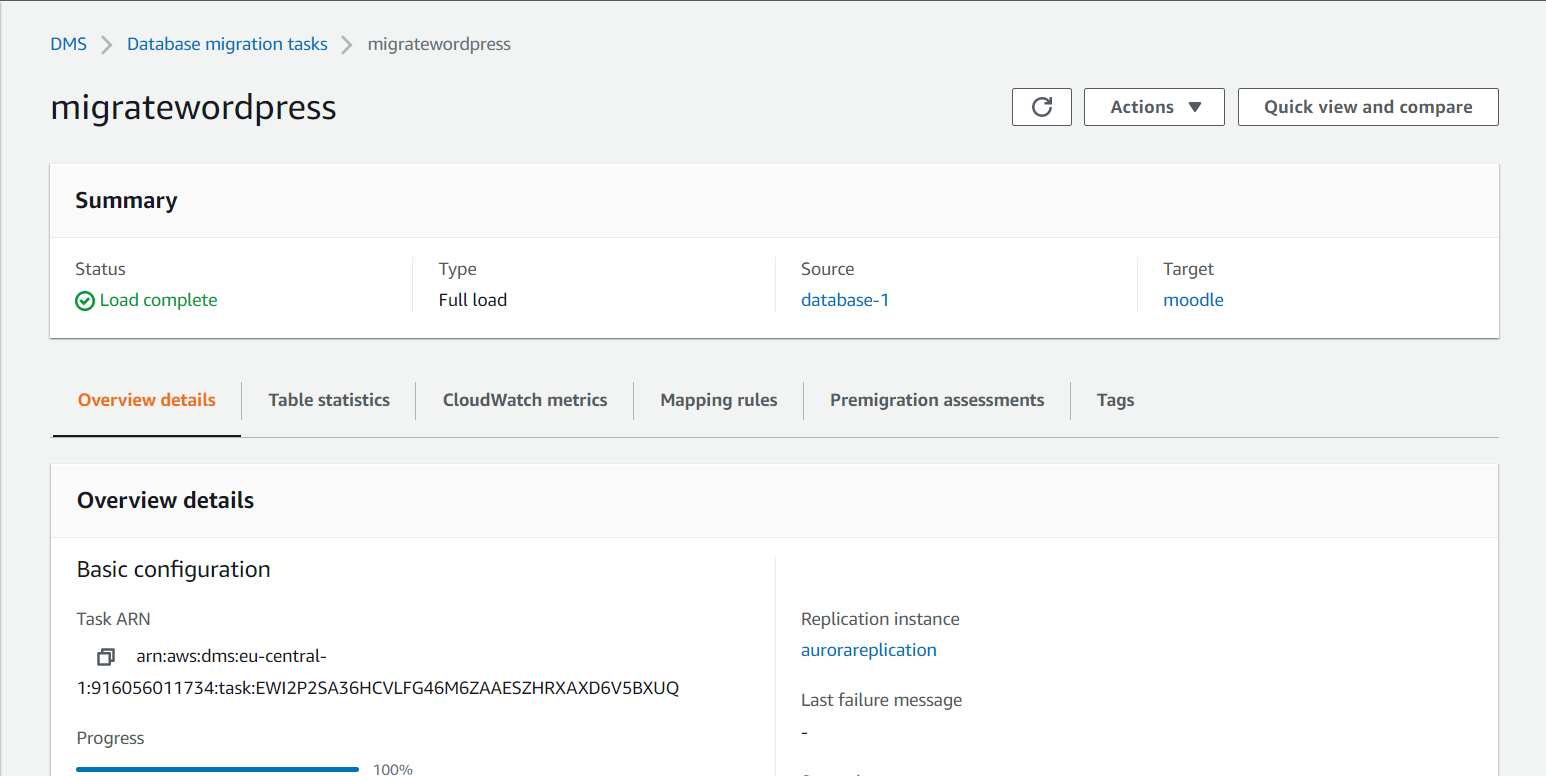 DMS > Database migration tasks > migratewordpress
migratewordpress
Actions
Quick view and compare
Summary
Status
Load complete
Type
Full load
Source
database-1
Target
moodle
Overview details
Table statistics
CloudWatch metrics
Mapping rules
Premigration assessments
Tags
Overview details
Basic configuration
Task ARN
arn:aws:dms:eu-central-
1:916056011734:task:EWI2P2SA36HCVLFG46M6ZAAESZHRXAXD6V5BXUQ
Progress
100%
Replication instance
aurorareplication
Last failure message
-